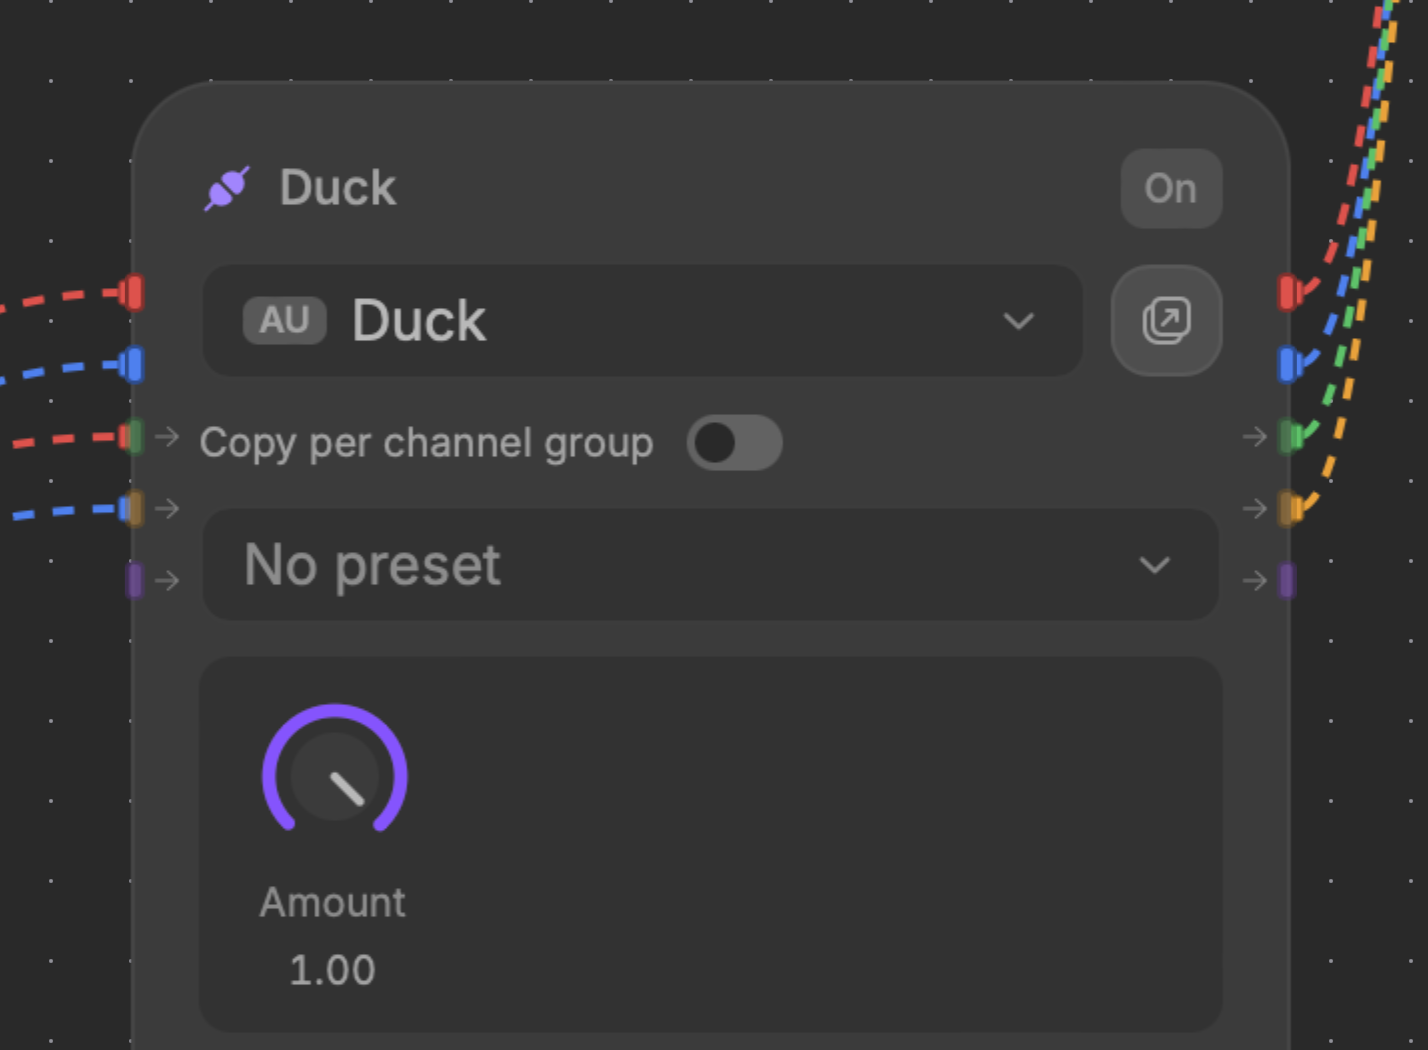 Duck
On
AU Duck
Copy per channel group
No preset
Amount
1.00